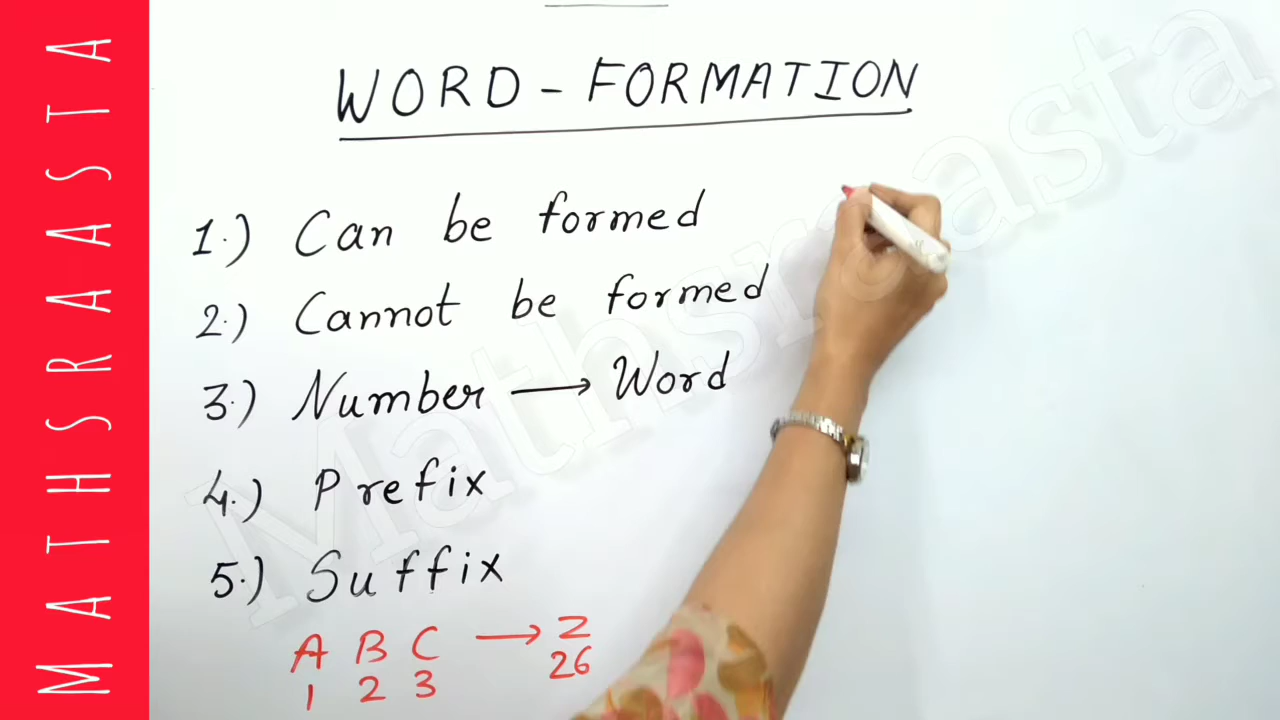 MATHSRAASTA
WORD - FORMATION
1.) Can be formed
2.) Cannot be formed
3.) Number ⟶ Word
4.) Prefix
5.) Suffix
A B C ⟶ Z
1 2 3 26
Mathsraasta